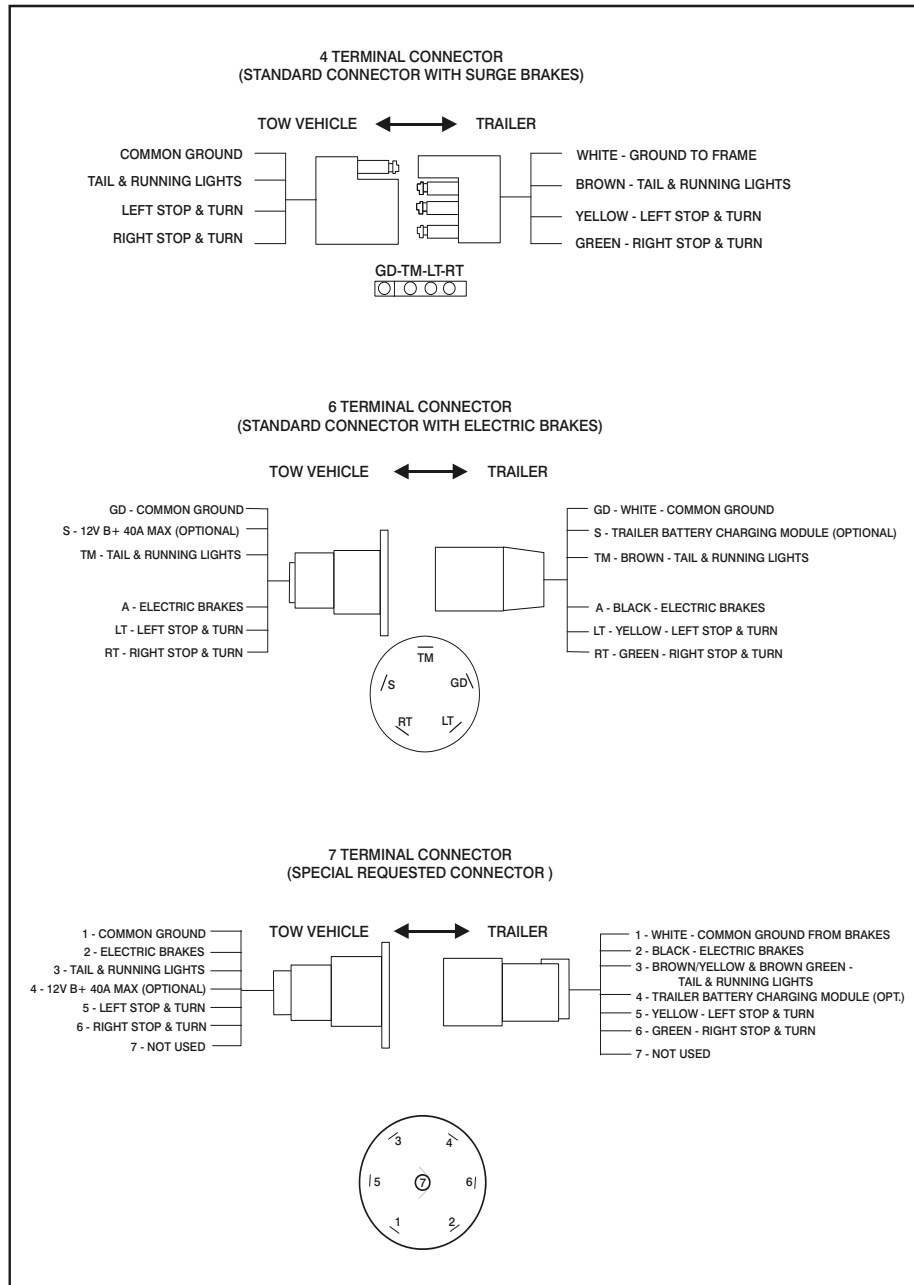 4 TERMINAL CONNECTOR
(STANDARD CONNECTOR WITH SURGE BRAKES)
TOW VEHICLE
TRAILER
COMMON GROUND
TAIL & RUNNING LIGHTS
LEFT STOP & TURN
RIGHT STOP & TURN
WHITE - GROUND TO FRAME
BROWN - TAIL & RUNNING LIGHTS
YELLOW - LEFT STOP & TURN
GREEN - RIGHT STOP & TURN
GD-TM-LT-RT
6 TERMINAL CONNECTOR
(STANDARD CONNECTOR WITH ELECTRIC BRAKES)
TOW VEHICLE
TRAILER
GD - COMMON GROUND
S - 12V B+ 40A MAX (OPTIONAL)
TM - TAIL & RUNNING LIGHTS
A - ELECTRIC BRAKES
LT - LEFT STOP & TURN
RT - RIGHT STOP & TURN
GD - WHITE - COMMON GROUND
S - TRAILER BATTERY CHARGING MODULE (OPTIONAL)
TM - BROWN - TAIL & RUNNING LIGHTS
A - BLACK - ELECTRIC BRAKES
LT - YELLOW - LEFT STOP & TURN
RT - GREEN - RIGHT STOP & TURN
TM
S
GD
RT
LT
7 TERMINAL CONNECTOR
(SPECIAL REQUESTED CONNECTOR )
TOW VEHICLE
TRAILER
1 - COMMON GROUND
2 - ELECTRIC BRAKES
3 - TAIL & RUNNING LIGHTS
4 - 12V B+ 40A MAX (OPTIONAL)
5 - LEFT STOP & TURN
6 - RIGHT STOP & TURN
7 - NOT USED
1 - WHITE - COMMON GROUND FROM BRAKES
2 - BLACK - ELECTRIC BRAKES
3 - BROWN/YELLOW & BROWN GREEN -
TAIL & RUNNING LIGHTS
4 - TRAILER BATTERY CHARGING MODULE (OPT.)
5 - YELLOW - LEFT STOP & TURN
6 - GREEN - RIGHT STOP & TURN
7 - NOT USED
3
4
5
7
6
1
2